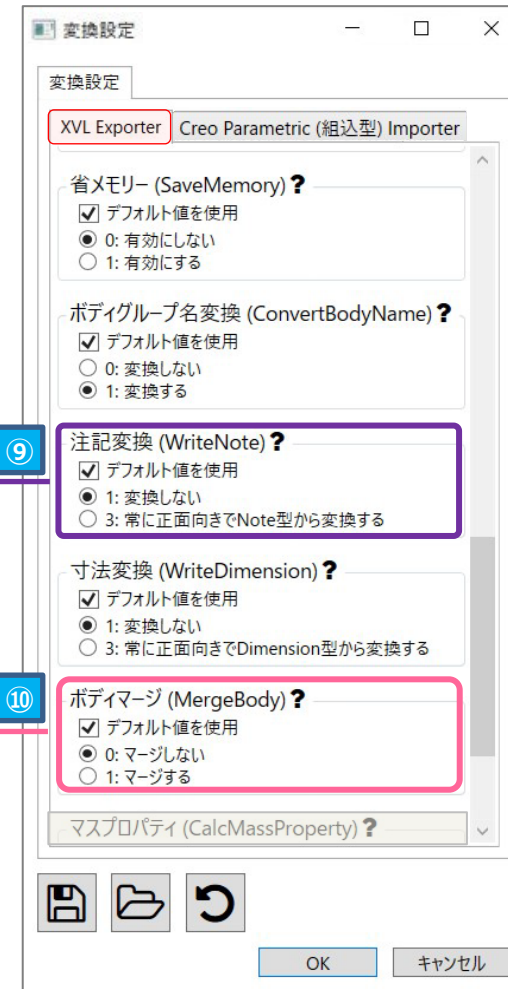 変換設定
変換設定
XVL Exporter
Creo Parametric (組込型) Importer
省メモリー (SaveMemory) ?
デフォルト値を使用
0: 有効にしない
1: 有効にする
ボディグループ名変換 (ConvertBodyName) ?
デフォルト値を使用
0: 変換しない
1: 変換する
⑨
注記変換 (WriteNote) ?
デフォルト値を使用
1: 変換しない
3: 常に正面向きでNote型から変換する
寸法変換 (WriteDimension) ?
デフォルト値を使用
1: 変換しない
3: 常に正面向きでDimension型から変換する
⑩
ボディマージ (MergeBody) ?
デフォルト値を使用
0: マージしない
1: マージする
マスプロパティ (CalcMassProperty) ?
OK
キャンセル